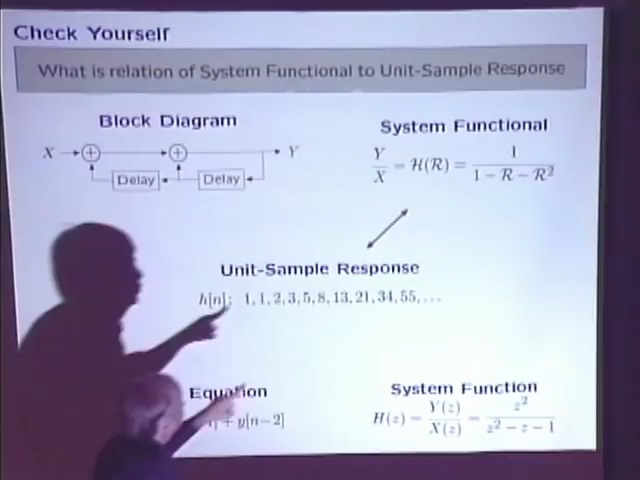 Check Yourself
What is relation of System Functional to Unit-Sample Response
Block Diagram
X + + Y
Delay Delay
System Functional
Y/X = H(R) = 1/(1 − R − R²)
Unit-Sample Response
h[n]: 1, 1, 2, 3, 5, 8, 13, 21, 34, 55, . . .
Equation
+ y[n−2]
System Function
H(z) = Y(z)/X(z) = z²/(z² − z − 1)